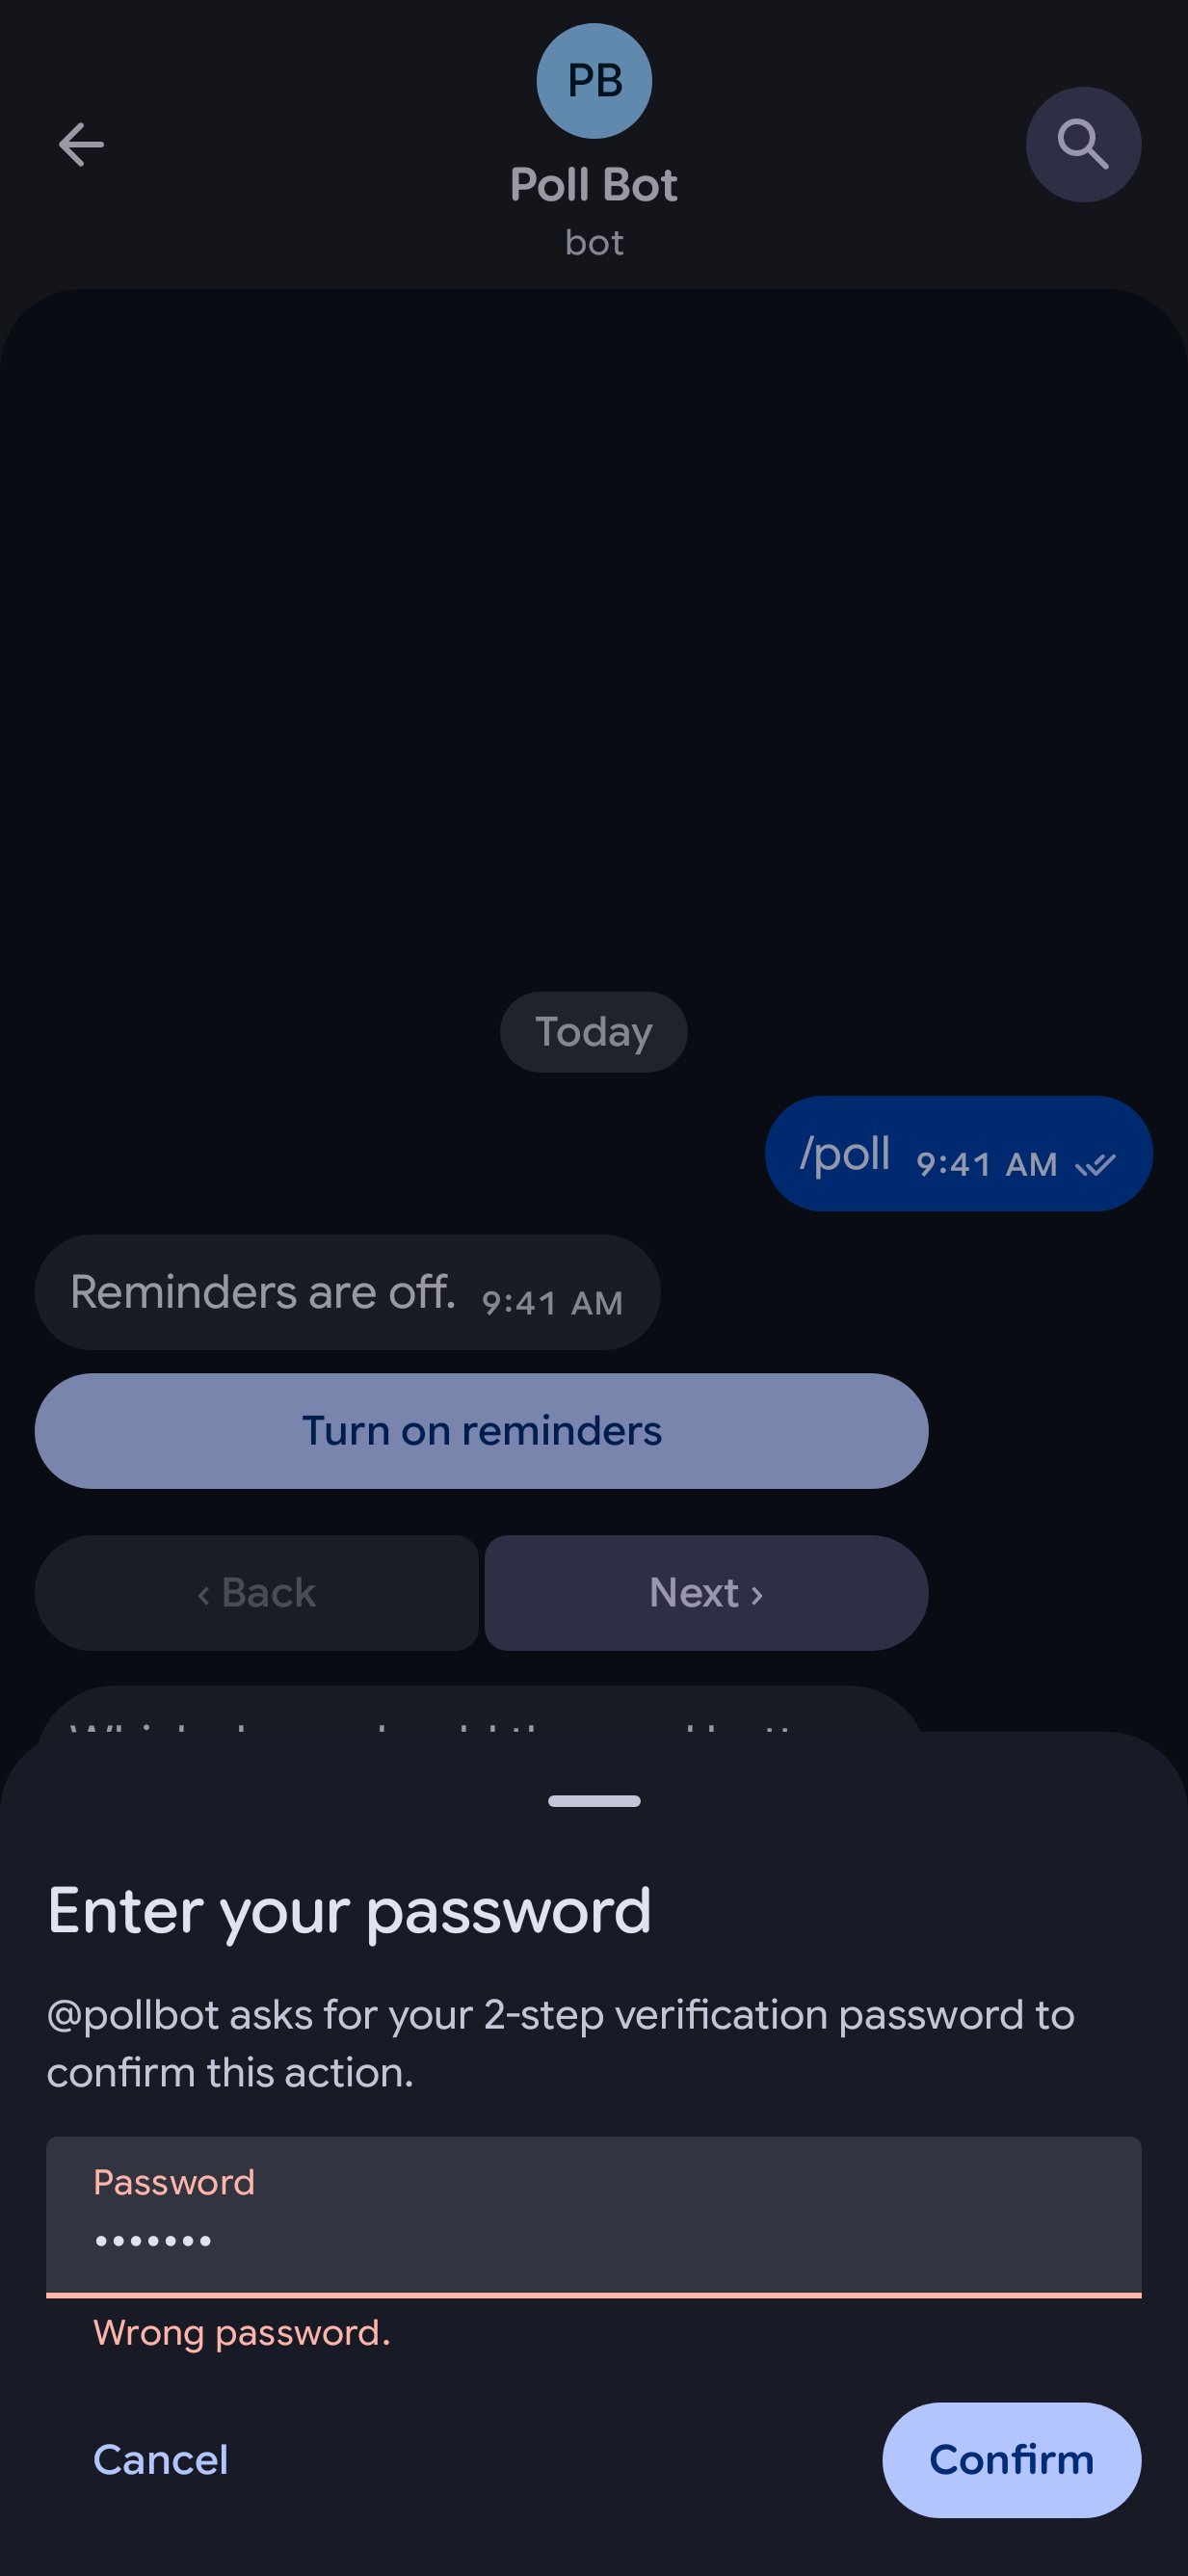 PB
Poll Bot
bot
Today
/poll 9:41 AM
Reminders are off. 9:41 AM
Turn on reminders
‹ Back
Next ›
Enter your password
@pollbot asks for your 2-step verification password to
confirm this action.
Password
•••••••
Wrong password.
Cancel
Confirm